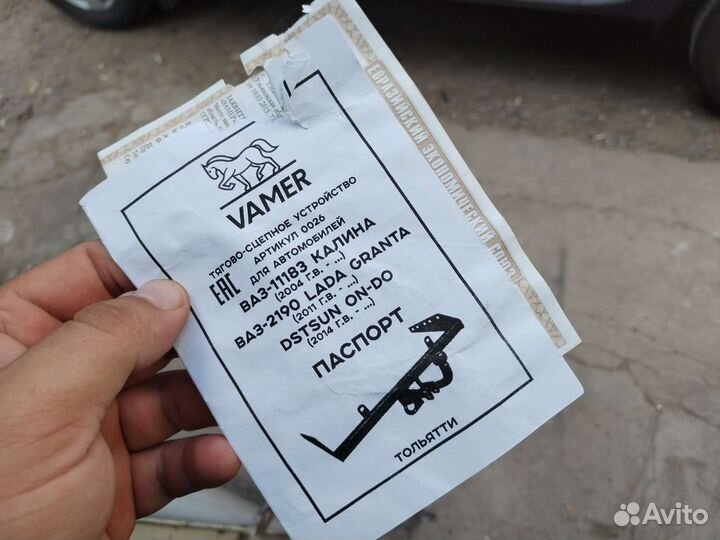 VAMER
ТЯГОВО-СЦЕПНОЕ УСТРОЙСТВО
АРТИКУЛ 0026
ДЛЯ АВТОМОБИЛЕЙ
EAC
ВАЗ-11183 КАЛИНА
(2004 Г.В. - ...)
ВАЗ-2190 LADA GRANTA
(2011 Г.В. - ...)
DSTSUN ON-DO
(2014 Г.В. - ...)
ПАСПОРТ
ТОЛЬЯТТИ
ЕВРАЗИЙСКИЙ ЭКОНОМИЧЕСКИЙ СОЮЗ
Avito